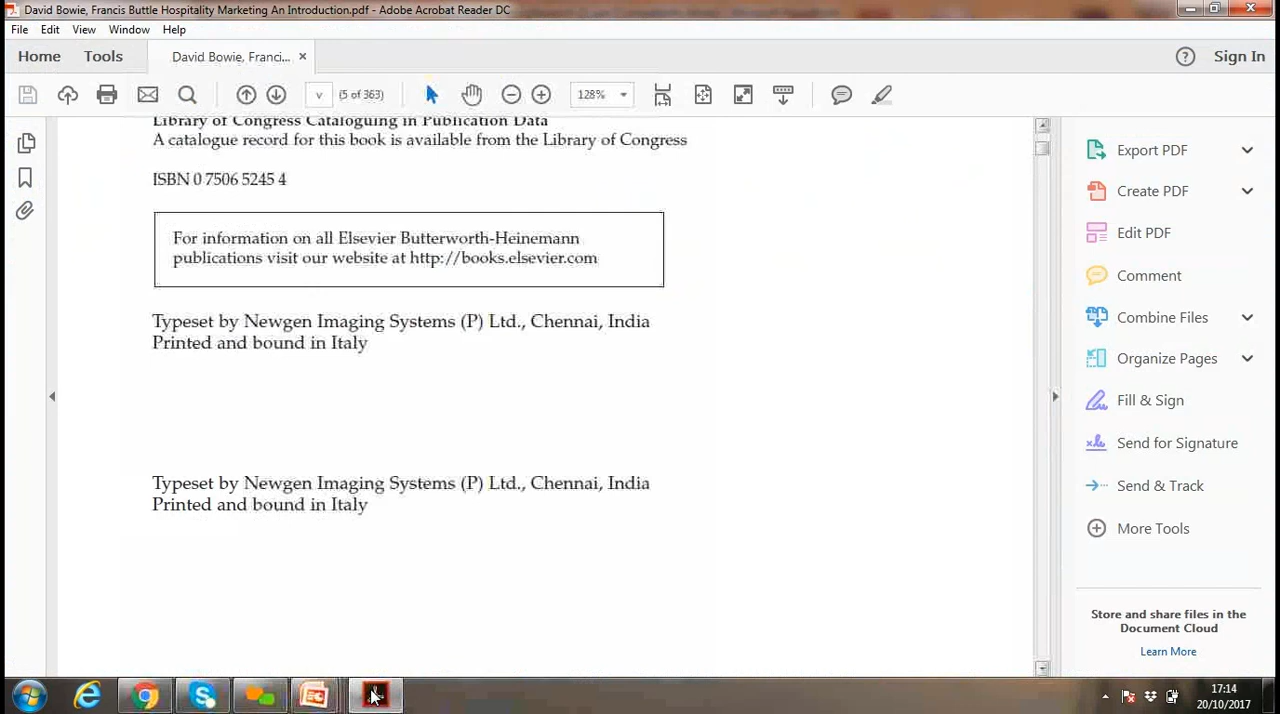 David Bowie, Francis Buttle Hospitality Marketing An Introduction.pdf - Adobe Acrobat Reader DC
File Edit View Window Help
Home Tools David Bowie, Franci... × ? Sign In
v (5 of 363) 128%
Library of Congress Cataloguing in Publication Data
A catalogue record for this book is available from the Library of Congress
ISBN 0 7506 5245 4
For information on all Elsevier Butterworth-Heinemann
publications visit our website at http://books.elsevier.com
Typeset by Newgen Imaging Systems (P) Ltd., Chennai, India
Printed and bound in Italy
Typeset by Newgen Imaging Systems (P) Ltd., Chennai, India
Printed and bound in Italy
Export PDF
Create PDF
Edit PDF
Comment
Combine Files
Organize Pages
Fill & Sign
Send for Signature
Send & Track
More Tools
Store and share files in the
Document Cloud
Learn More
17:14
20/10/2017